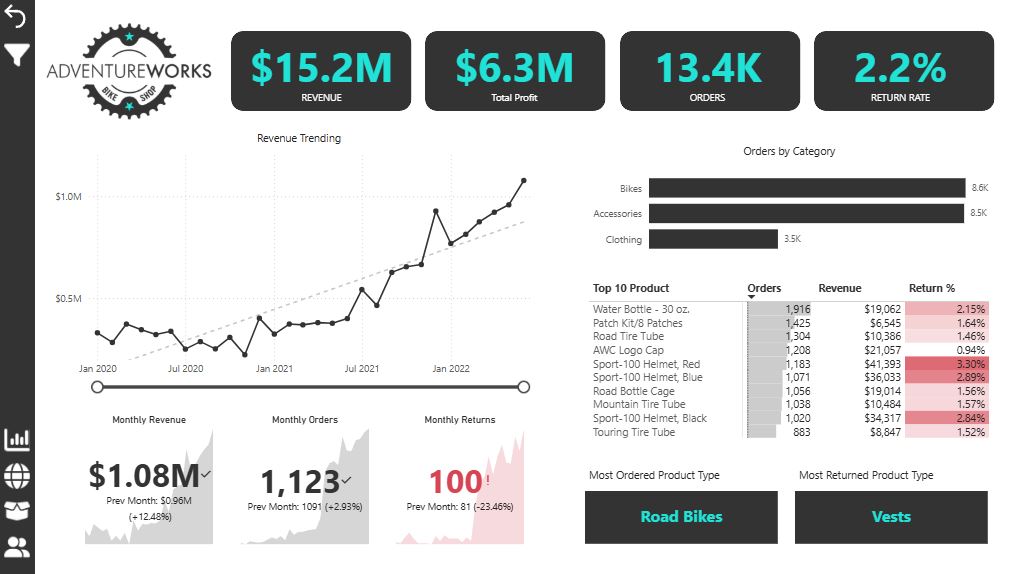 ADVENTUREWORKS
BIKE SHOP
$15.2M
REVENUE
$6.3M
Total Profit
13.4K
ORDERS
2.2%
RETURN RATE
Revenue Trending
$1.0M
$0.5M
Jan 2020 Jul 2020 Jan 2021 Jul 2021 Jan 2022
Orders by Category
Bikes 8.6K
Accessories 8.5K
Clothing 3.5K
Top 10 Product Orders Revenue Return %
Water Bottle - 30 oz. 1,916 $19,062 2.15%
Patch Kit/8 Patches 1,425 $6,545 1.64%
Road Tire Tube 1,304 $10,386 1.46%
AWC Logo Cap 1,208 $21,057 0.94%
Sport-100 Helmet, Red 1,183 $41,393 3.30%
Sport-100 Helmet, Blue 1,071 $36,033 2.89%
Road Bottle Cage 1,056 $19,014 1.56%
Mountain Tire Tube 1,038 $10,484 1.57%
Sport-100 Helmet, Black 1,020 $34,317 2.84%
Touring Tire Tube 883 $8,847 1.52%
Monthly Revenue
$1.08M
Prev Month: $0.96M
(+12.48%)
Monthly Orders
1,123
Prev Month: 1091 (+2.93%)
Monthly Returns
100!
Prev Month: 81 (-23.46%)
Most Ordered Product Type
Road Bikes
Most Returned Product Type
Vests